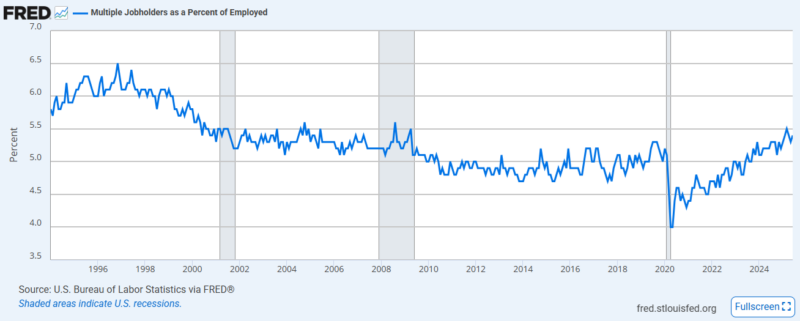 FRED Multiple Jobholders as a Percent of Employed
7.0
6.5
6.0
5.5
5.0
4.5
4.0
3.5
Percent
1996 1998 2000 2002 2004 2006 2008 2010 2012 2014 2016 2018 2020 2022 2024
Source: U.S. Bureau of Labor Statistics via FRED®
Shaded areas indicate U.S. recessions.
fred.stlouisfed.org
Fullscreen